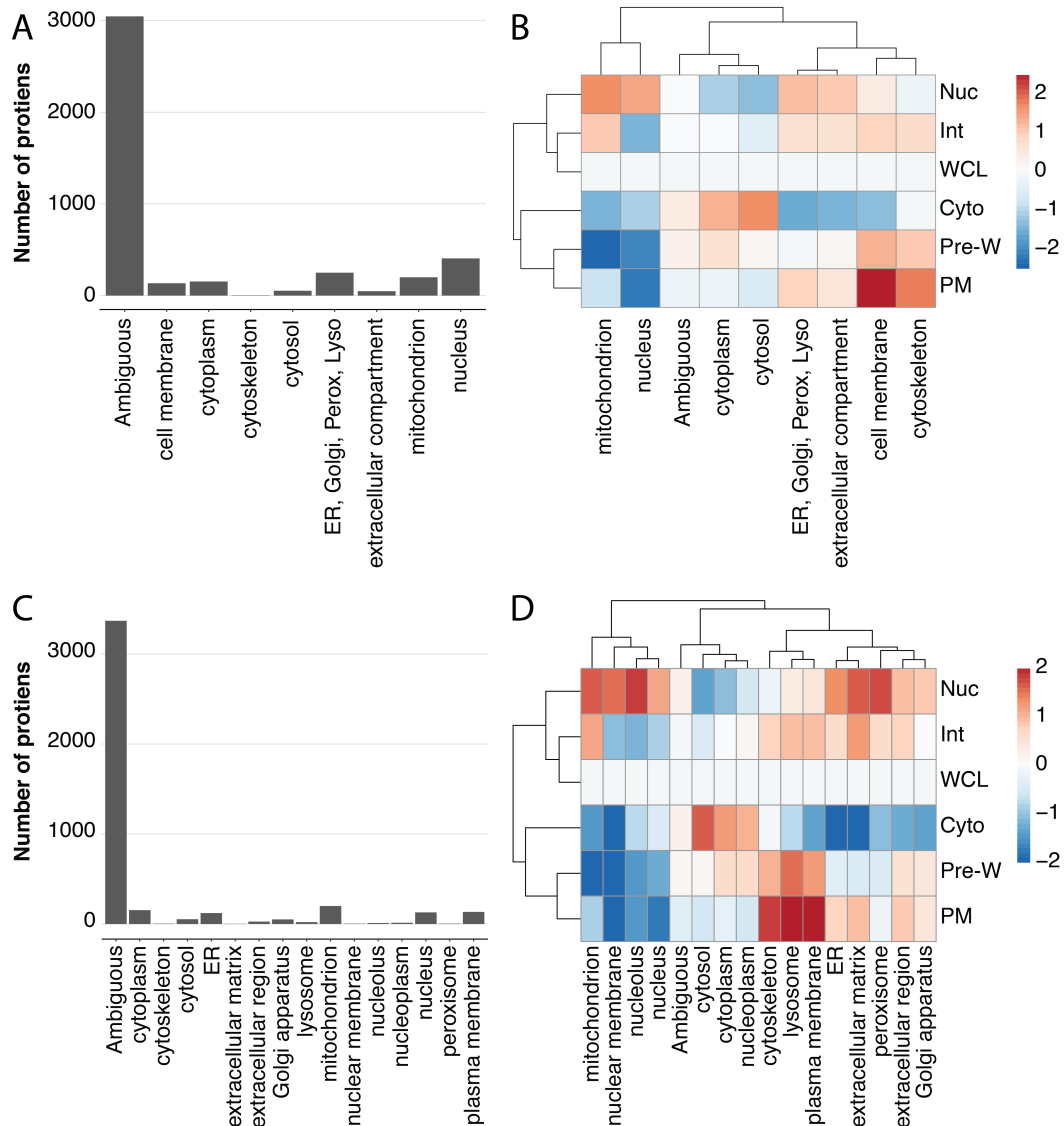 A
Number of protiens
3000
2000
1000
0
Ambiguous
cell membrane
cytoplasm
cytoskeleton
cytosol
ER, Golgi, Perox, Lyso
extracellular compartment
mitochondrion
nucleus
B
Nuc
Int
WCL
Cyto
Pre-W
PM
2
1
0
−1
−2
mitochondrion
nucleus
Ambiguous
cytoplasm
cytosol
ER, Golgi, Perox, Lyso
extracellular compartment
cell membrane
cytoskeleton
C
Number of protiens
3000
2000
1000
0
Ambiguous
cytoplasm
cytoskeleton
cytosol
ER
extracellular matrix
extracellular region
Golgi apparatus
lysosome
mitochondrion
nuclear membrane
nucleolus
nucleoplasm
nucleus
peroxisome
plasma membrane
D
Nuc
Int
WCL
Cyto
Pre-W
PM
2
1
0
−1
−2
mitochondrion
nuclear membrane
nucleolus
nucleus
Ambiguous
cytosol
cytoplasm
nucleoplasm
cytoskeleton
lysosome
plasma membrane
ER
extracellular matrix
peroxisome
extracellular region
Golgi apparatus